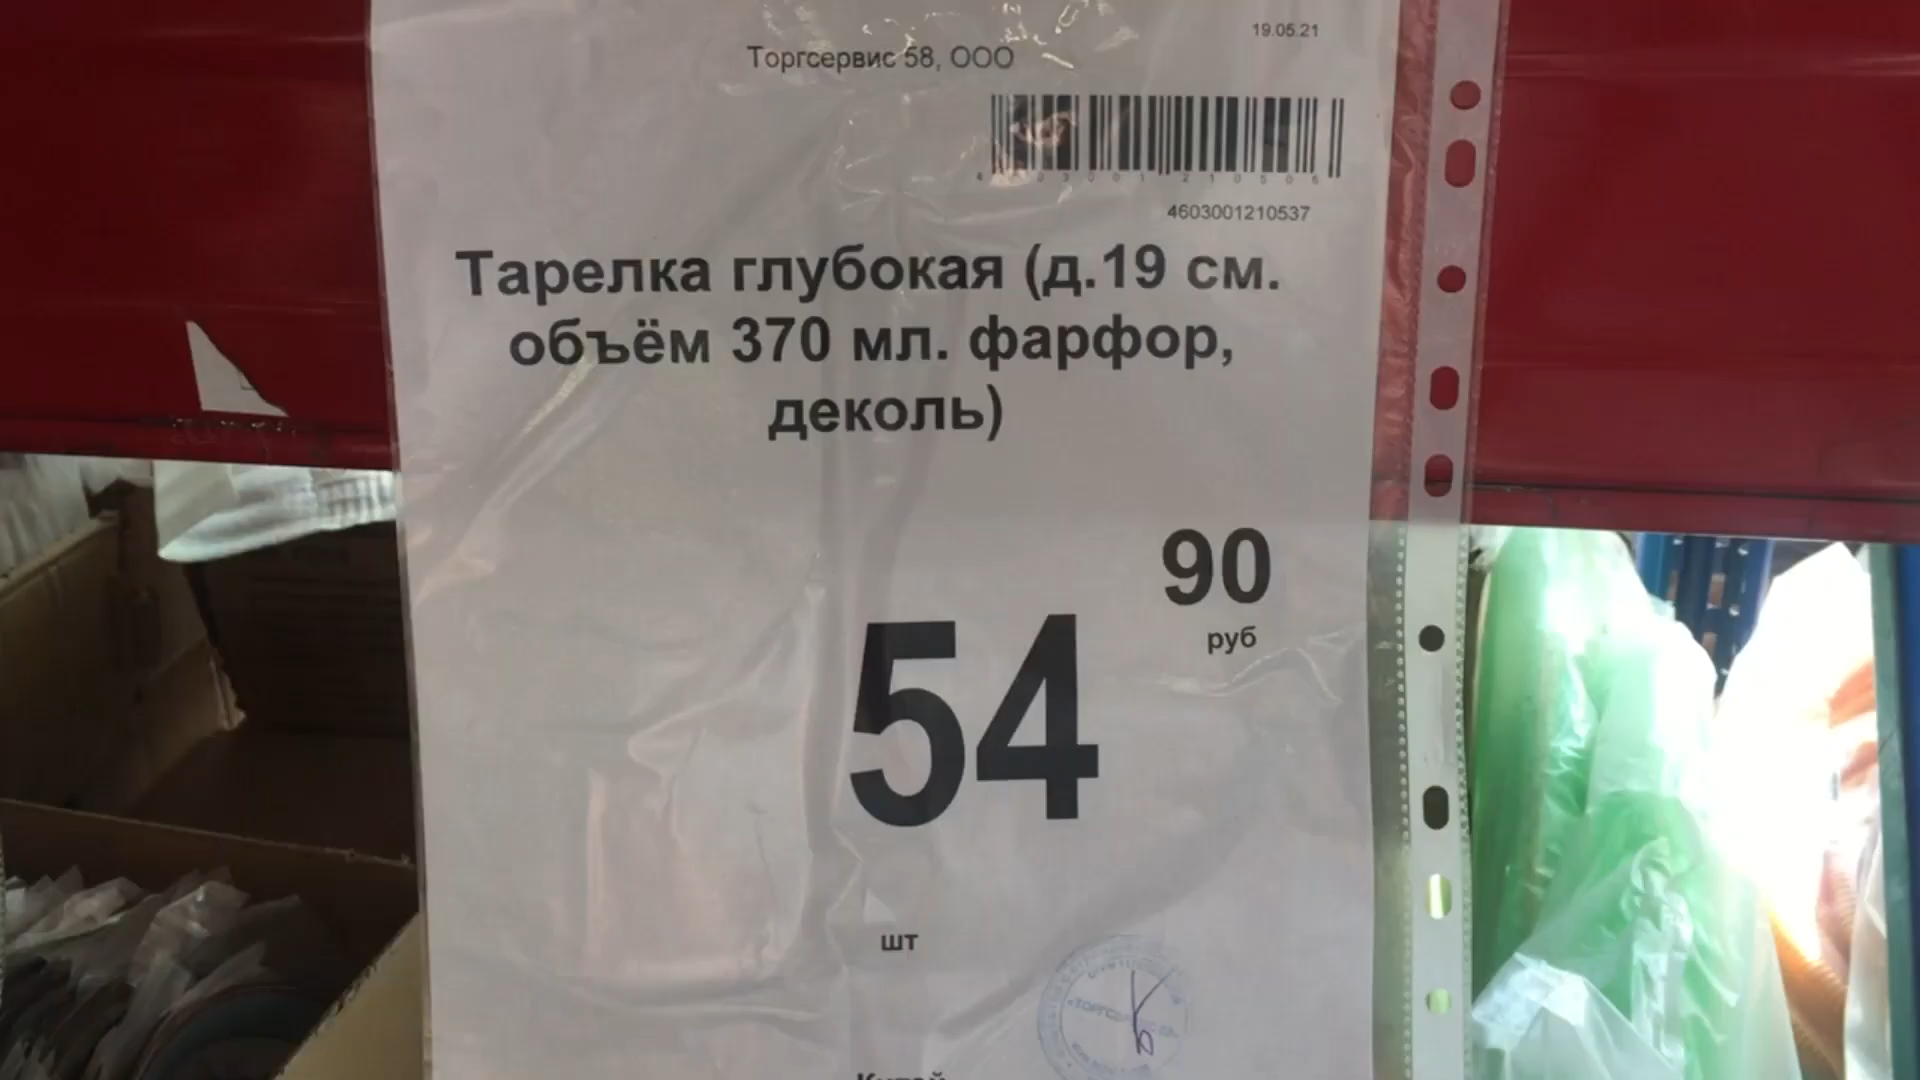 19.05.21
Торгсервис 58, ООО
4603001210537
Тарелка глубокая (д.19 см.
объём 370 мл. фарфор,
деколь)
90
руб
54
шт